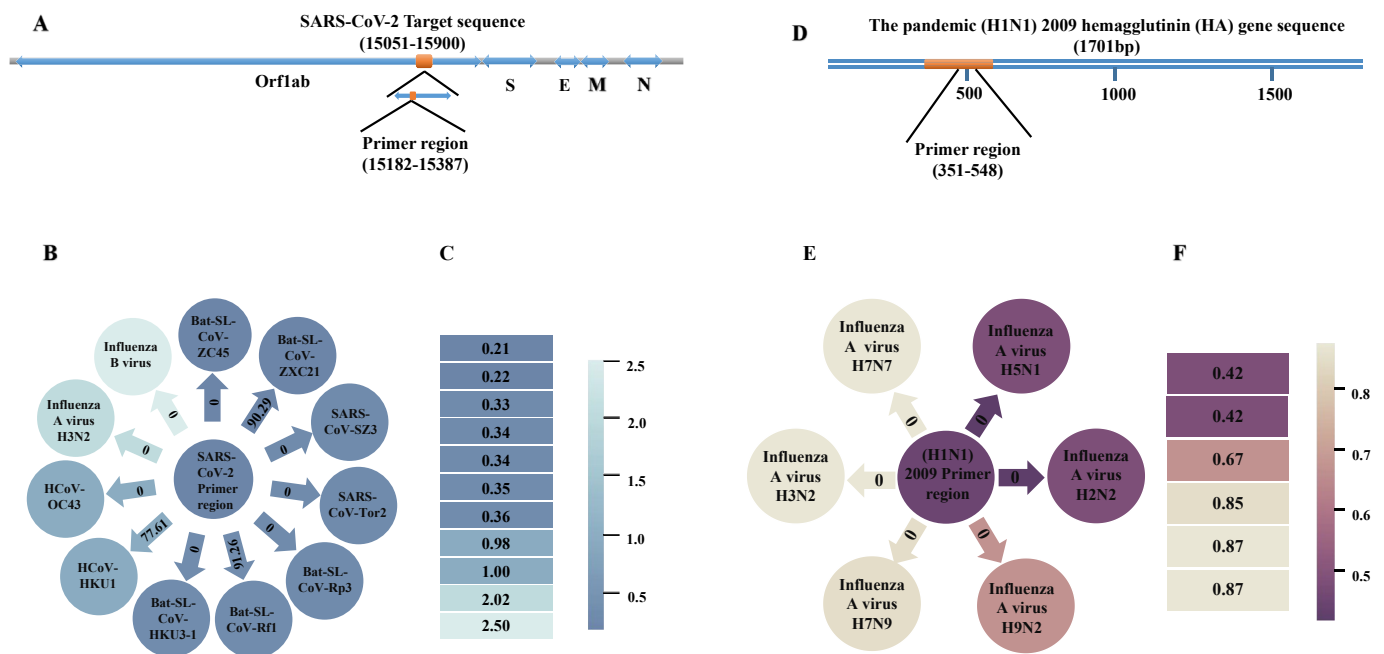 A
SARS-CoV-2 Target sequence
(15051-15900)
Orf1ab
S
E
M
N
Primer region
(15182-15387)
D
The pandemic (H1N1) 2009 hemagglutinin (HA) gene sequence
(1701bp)
500
1000
1500
Primer region
(351-548)
B
Bat-SL-
CoV-
ZC45
Bat-SL-
CoV-
ZXC21
SARS-
CoV-SZ3
SARS-
CoV-Tor2
Bat-SL-
CoV-Rp3
Bat-SL-
CoV-Rf1
Bat-SL-
CoV-
HKU3-1
HCoV-
HKU1
HCoV-
OC43
Influenza
A virus
H3N2
Influenza
B virus
SARS-
CoV-2
Primer
region
0
90.29
0
0
0
91.26
0
77.61
0
0
0
C
0.21
0.22
0.33
0.34
0.34
0.35
0.36
0.98
1.00
2.02
2.50
2.5
2.0
1.5
1.0
0.5
E
Influenza
A virus
H7N7
Influenza
A virus
H5N1
Influenza
A virus
H2N2
Influenza
A virus
H9N2
Influenza
A virus
H7N9
Influenza
A virus
H3N2
(H1N1)
2009 Primer
region
0
0
0
0
0
0
F
0.42
0.42
0.67
0.85
0.87
0.87
0.8
0.7
0.6
0.5